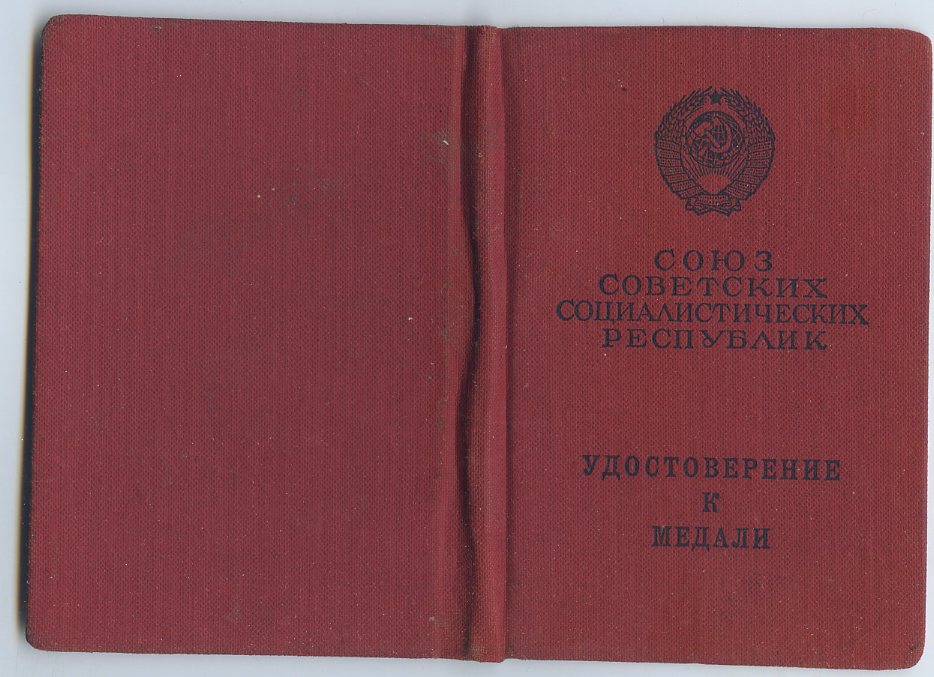 СОЮЗ
СОВЕТСКИХ
СОЦИАЛИСТИЧЕСКИХ
РЕСПУБЛИК
УДОСТОВЕРЕНИЕ
К
МЕДАЛИ